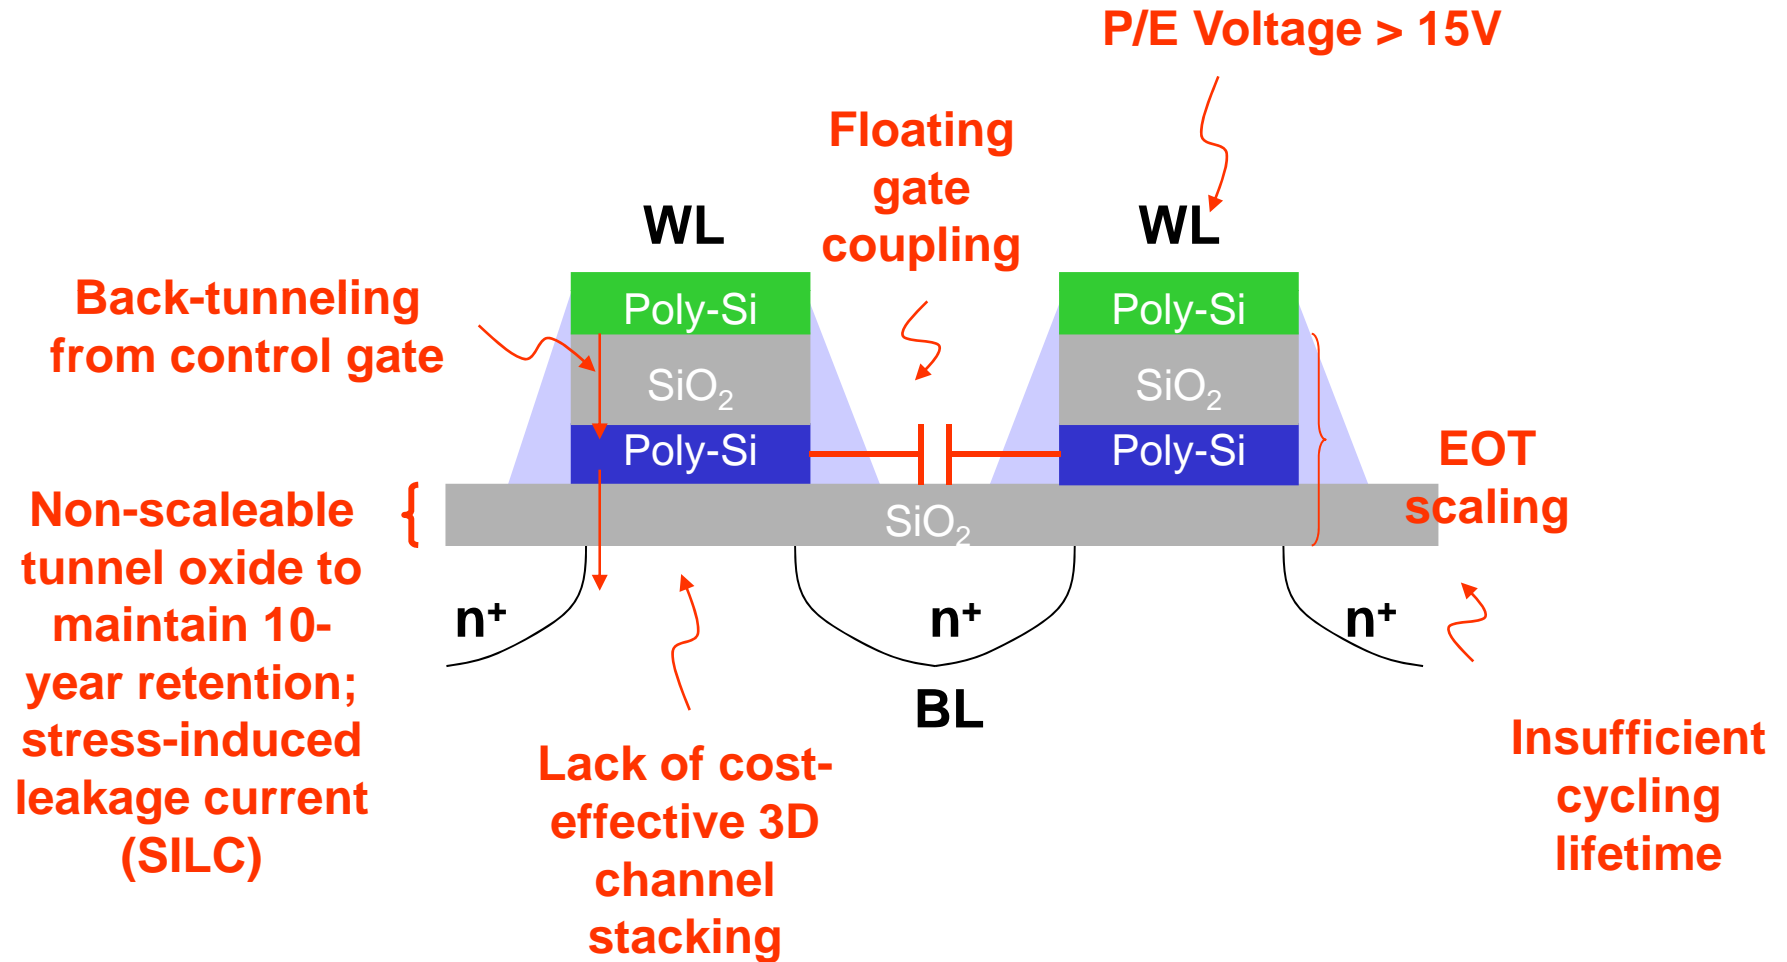 P/E Voltage > 15V
Floating
gate
coupling
WL
WL
Back-tunneling
from control gate
Poly-Si
Poly-Si
SiO₂
SiO₂
Poly-Si
Poly-Si
EOT
scaling
Non-scaleable
tunnel oxide to
maintain 10-
year retention;
stress-induced
leakage current
(SILC)
SiO₂
n⁺
n⁺
n⁺
BL
Lack of cost-
effective 3D
channel
stacking
Insufficient
cycling
lifetime